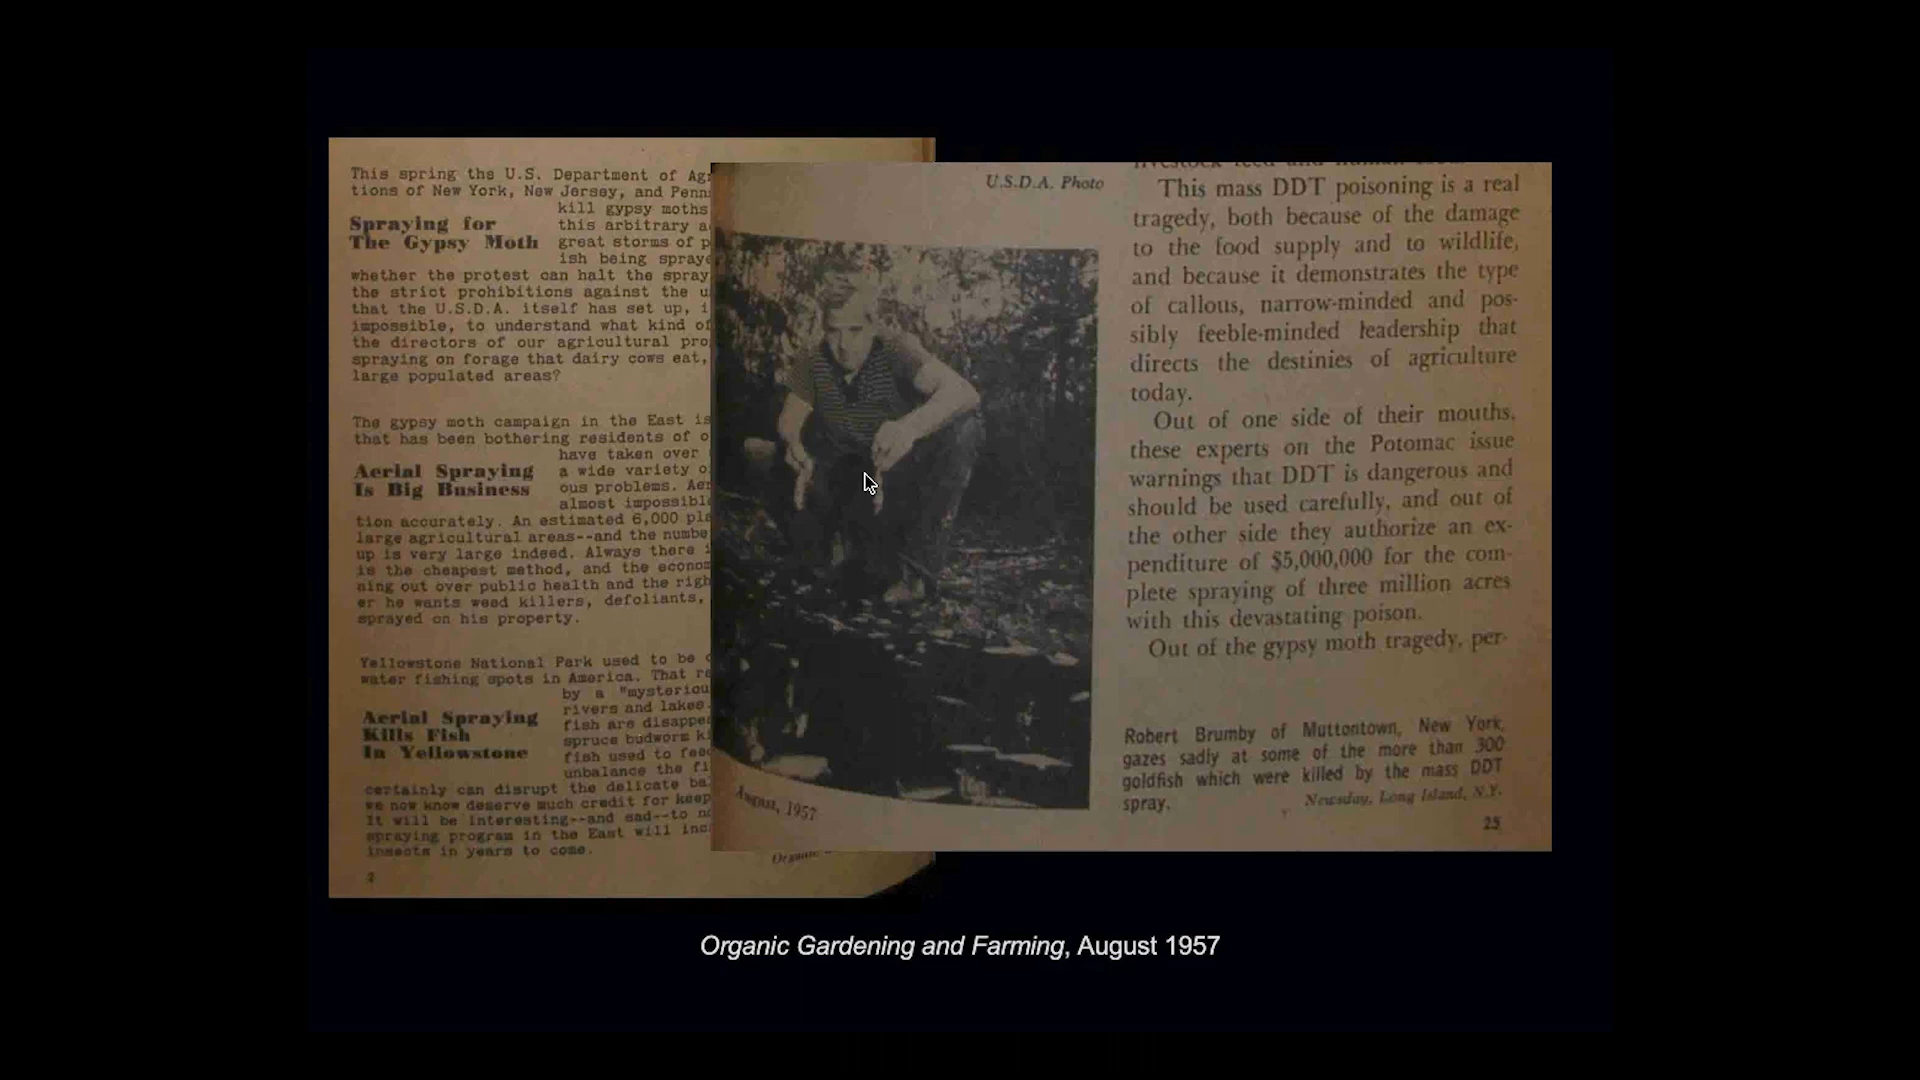 This spring the U.S. Department of Ag
tions of New York, New Jersey, and Penn
kill gypsy moths
Spraying for
The Gypsy Moth
this arbitrary a
great storms of p
ish being spraye
whether the protest can halt the spray
the strict prohibitions against the u
that the U.S.D.A. itself has set up, i
impossible, to understand what kind of
the directors of our agricultural pro
spraying on forage that dairy cows eat,
large populated areas?
The gypsy moth campaign in the East is
that has been bothering residents of o
have taken over
Aerial Spraying
Is Big Business
a wide variety o
ous problems. Aer
almost impossible
tion accurately. An estimated 6,000 pla
large agricultural areas--and the numbe
up is very large indeed. Always there i
is the cheapest method, and the econom
ning out over public health and the righ
er he wants weed killers, defoliants,
sprayed on his property.
Yellowstone National Park used to be
water fishing spots in America. That re
by a "mysteriou
rivers and lakes.
Aerial Spraying
Kills Fish
In Yellowstone
fish are disappe
spruce budworm ki
fish used to feed
unbalance the fi
certainly can disrupt the delicate ba
we now know deserve much credit for keep
It will be interesting--and sad--to no
spraying program in the East will inc
insects in years to come.
2
Organic
U.S.D.A. Photo
August, 1957
This mass DDT poisoning is a real
tragedy, both because of the damage
to the food supply and to wildlife,
and because it demonstrates the type
of callous, narrow-minded and pos-
sibly feeble-minded leadership that
directs the destinies of agriculture
today.
Out of one side of their mouths,
these experts on the Potomac issue
warnings that DDT is dangerous and
should be used carefully, and out of
the other side they authorize an ex-
penditure of $5,000,000 for the com-
plete spraying of three million acres
with this devastating poison.
Out of the gypsy moth tragedy, per-
Robert Brumby of Muttontown, New York,
gazes sadly at some of the more than 300
goldfish which were killed by the mass DDT
spray.
Newsday, Long Island, N.Y.
25
Organic Gardening and Farming, August 1957